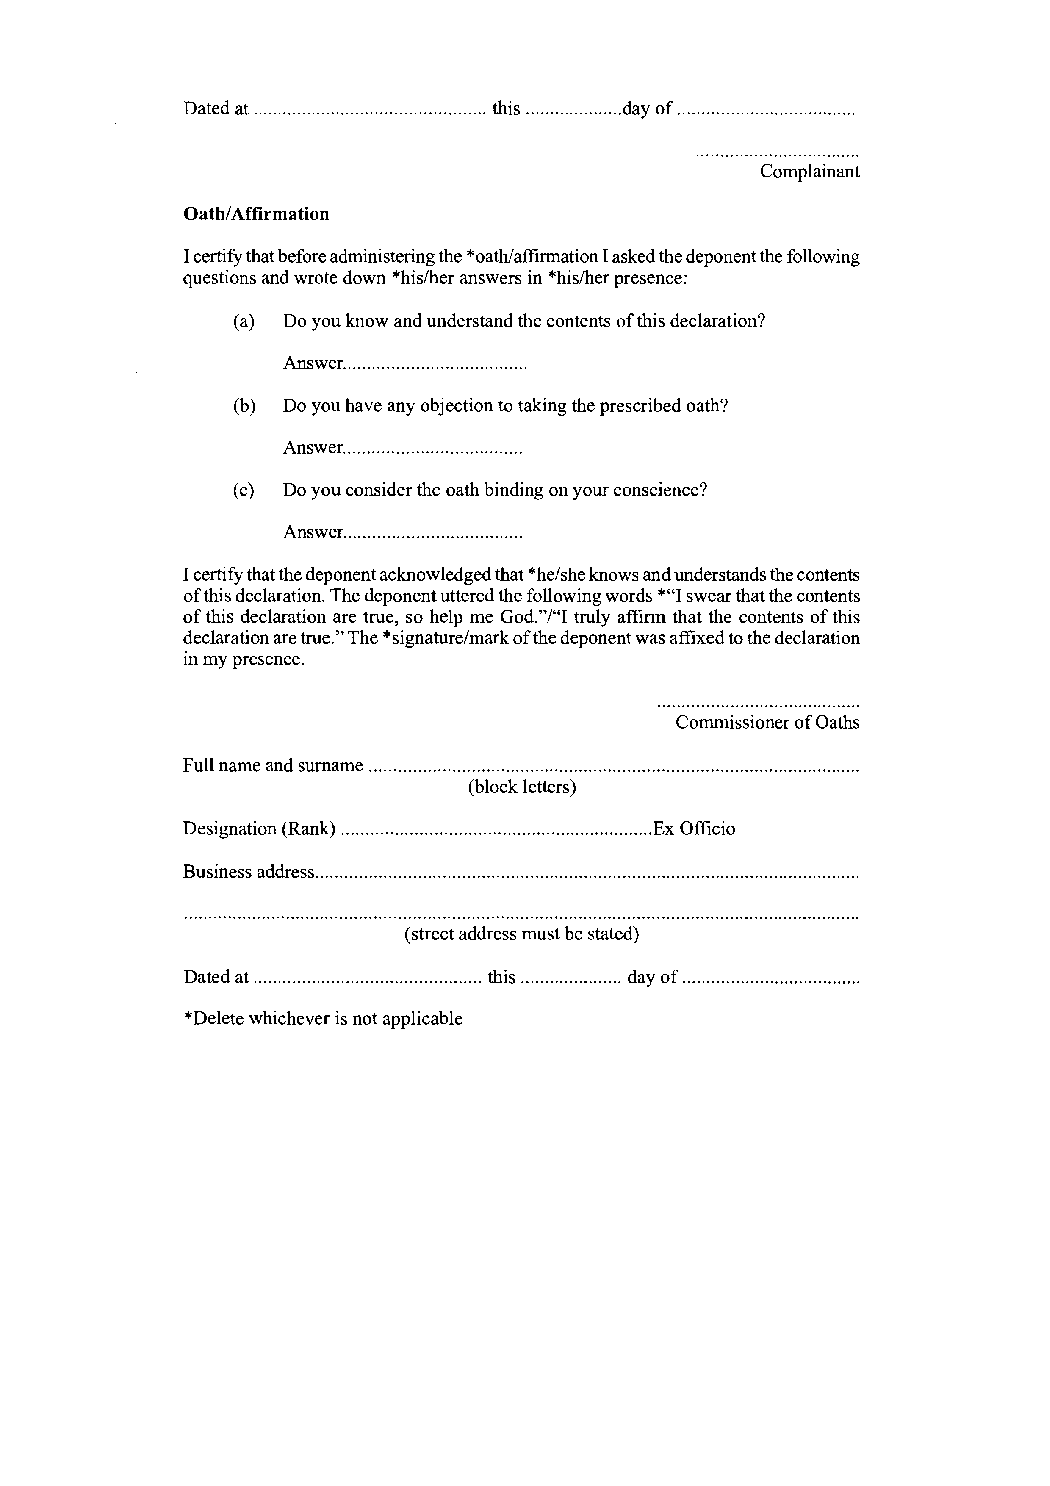 Dated at ................................................ this ....................day of .....................................
..................................
Complainant
Oath/Affirmation
I certify that before administering the *oath/affirmation I asked the deponent the following
questions and wrote down *his/her answers in *his/her presence:
(a) Do you know and understand the contents of this declaration?
Answer......................................
(b) Do you have any objection to taking the prescribed oath?
Answer.....................................
(c) Do you consider the oath binding on your conscience?
Answer.....................................
I certify that the deponent acknowledged that *he/she knows and understands the contents
of this declaration. The deponent uttered the following words *“I swear that the contents
of this declaration are true, so help me God.”/“I truly affirm that the contents of this
declaration are true.” The *signature/mark of the deponent was affixed to the declaration
in my presence.
..........................................
Commissioner of Oaths
Full name and surname .....................................................................................................
(block letters)
Designation (Rank) ................................................................Ex Officio
Business address................................................................................................................
...........................................................................................................................................
(street address must be stated)
Dated at ............................................... this ..................... day of .....................................
*Delete whichever is not applicable